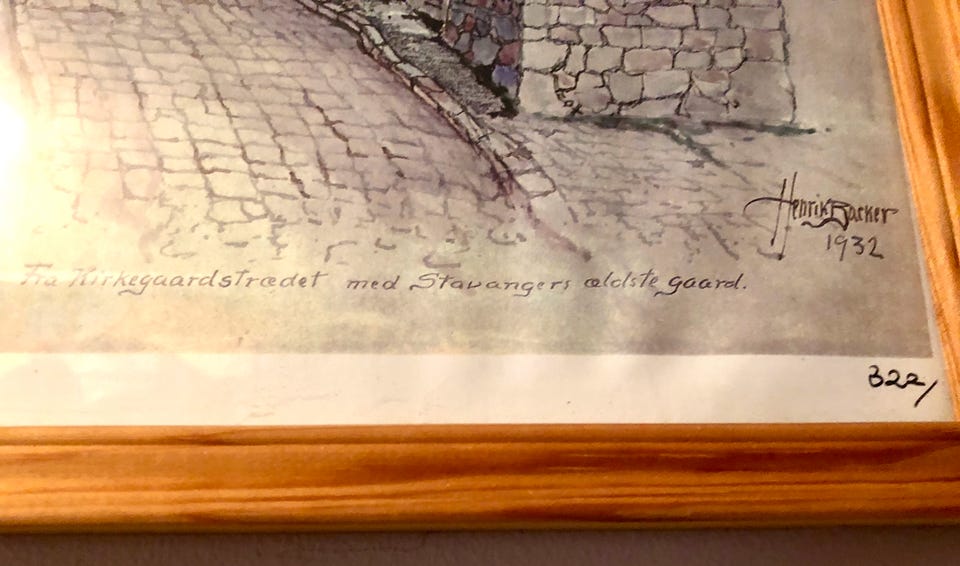 Henrik Backer
1932
Fra Kirkegaardstrædet med Stavangers ældste gaard.
322,